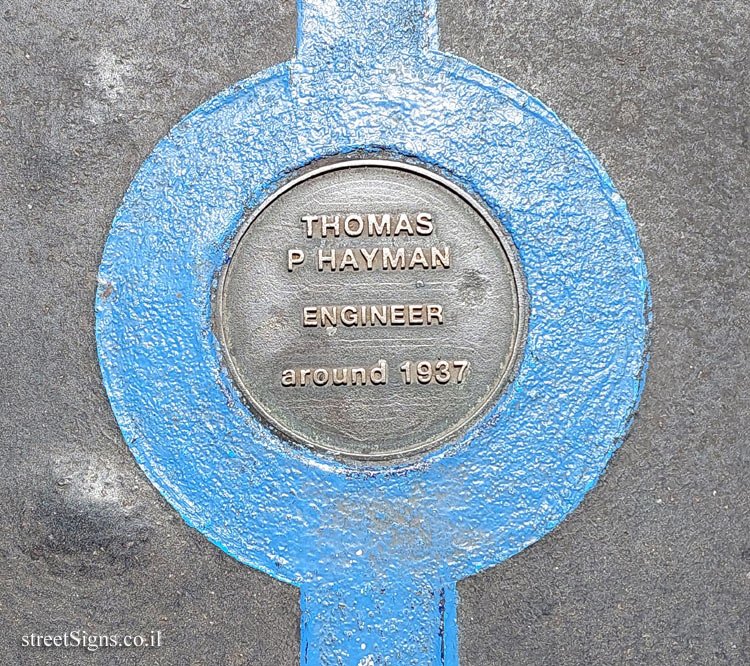 THOMAS
P HAYMAN
ENGINEER
around 1937
streetSigns.co.il